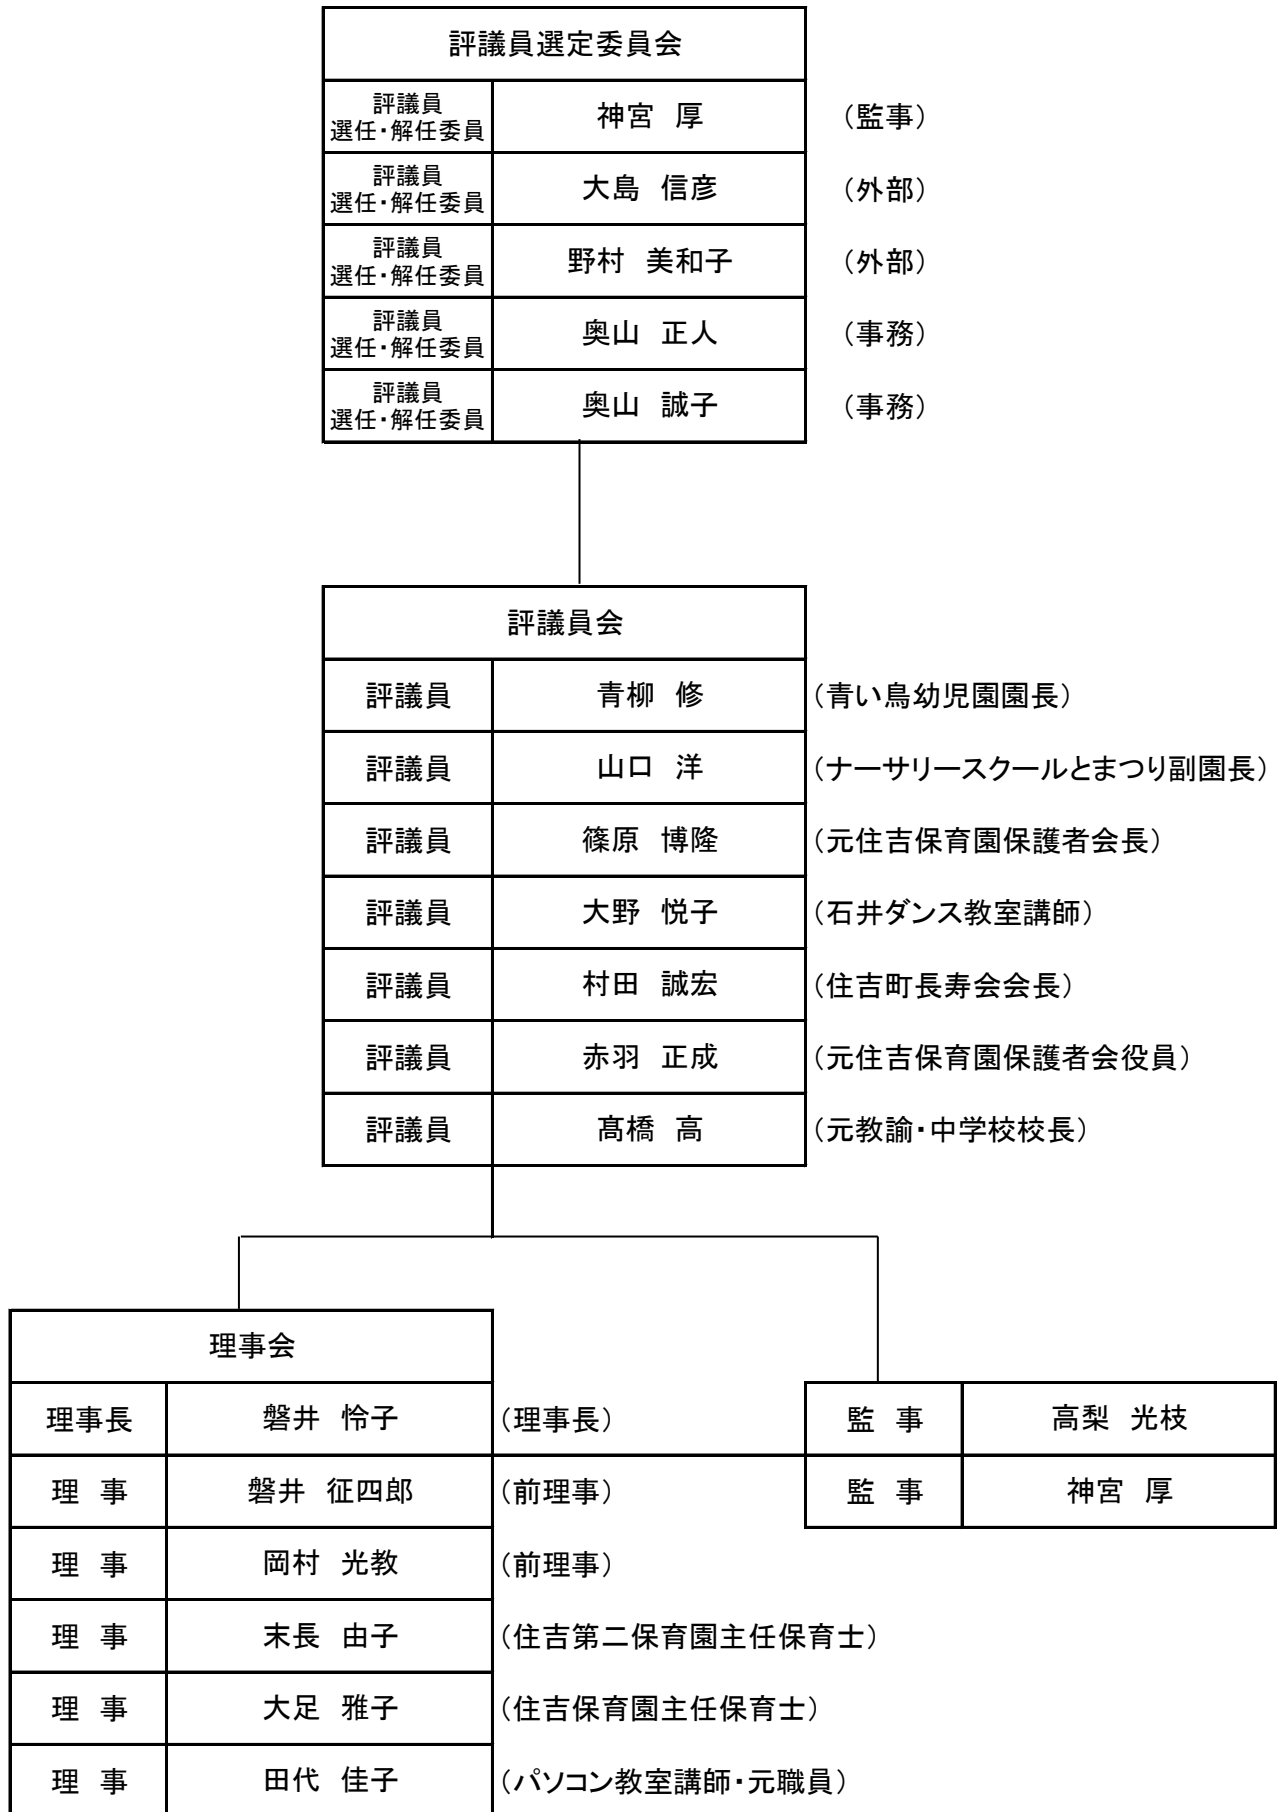 評議員選定委員会
評議員
選任・解任委員 神宮 厚 （監事）
評議員
選任・解任委員 大島 信彦 （外部）
評議員
選任・解任委員 野村 美和子 （外部）
評議員
選任・解任委員 奥山 正人 （事務）
評議員
選任・解任委員 奥山 誠子 （事務）
評議員会
評議員 青柳 修 （青い鳥幼児園園長）
評議員 山口 洋 （ナーサリースクールとまつり副園長）
評議員 篠原 博隆 （元住吉保育園保護者会長）
評議員 大野 悦子 （石井ダンス教室講師）
評議員 村田 誠宏 （住吉町長寿会会長）
評議員 赤羽 正成 （元住吉保育園保護者会役員）
評議員 髙橋 高 （元教諭・中学校校長）
理事会
理事長 磐井 怜子 （理事長） 監 事 高梨 光枝
理 事 磐井 征四郎 （前理事） 監 事 神宮 厚
理 事 岡村 光教 （前理事）
理 事 末長 由子 （住吉第二保育園主任保育士）
理 事 大足 雅子 （住吉保育園主任保育士）
理 事 田代 佳子 （パソコン教室講師・元職員）